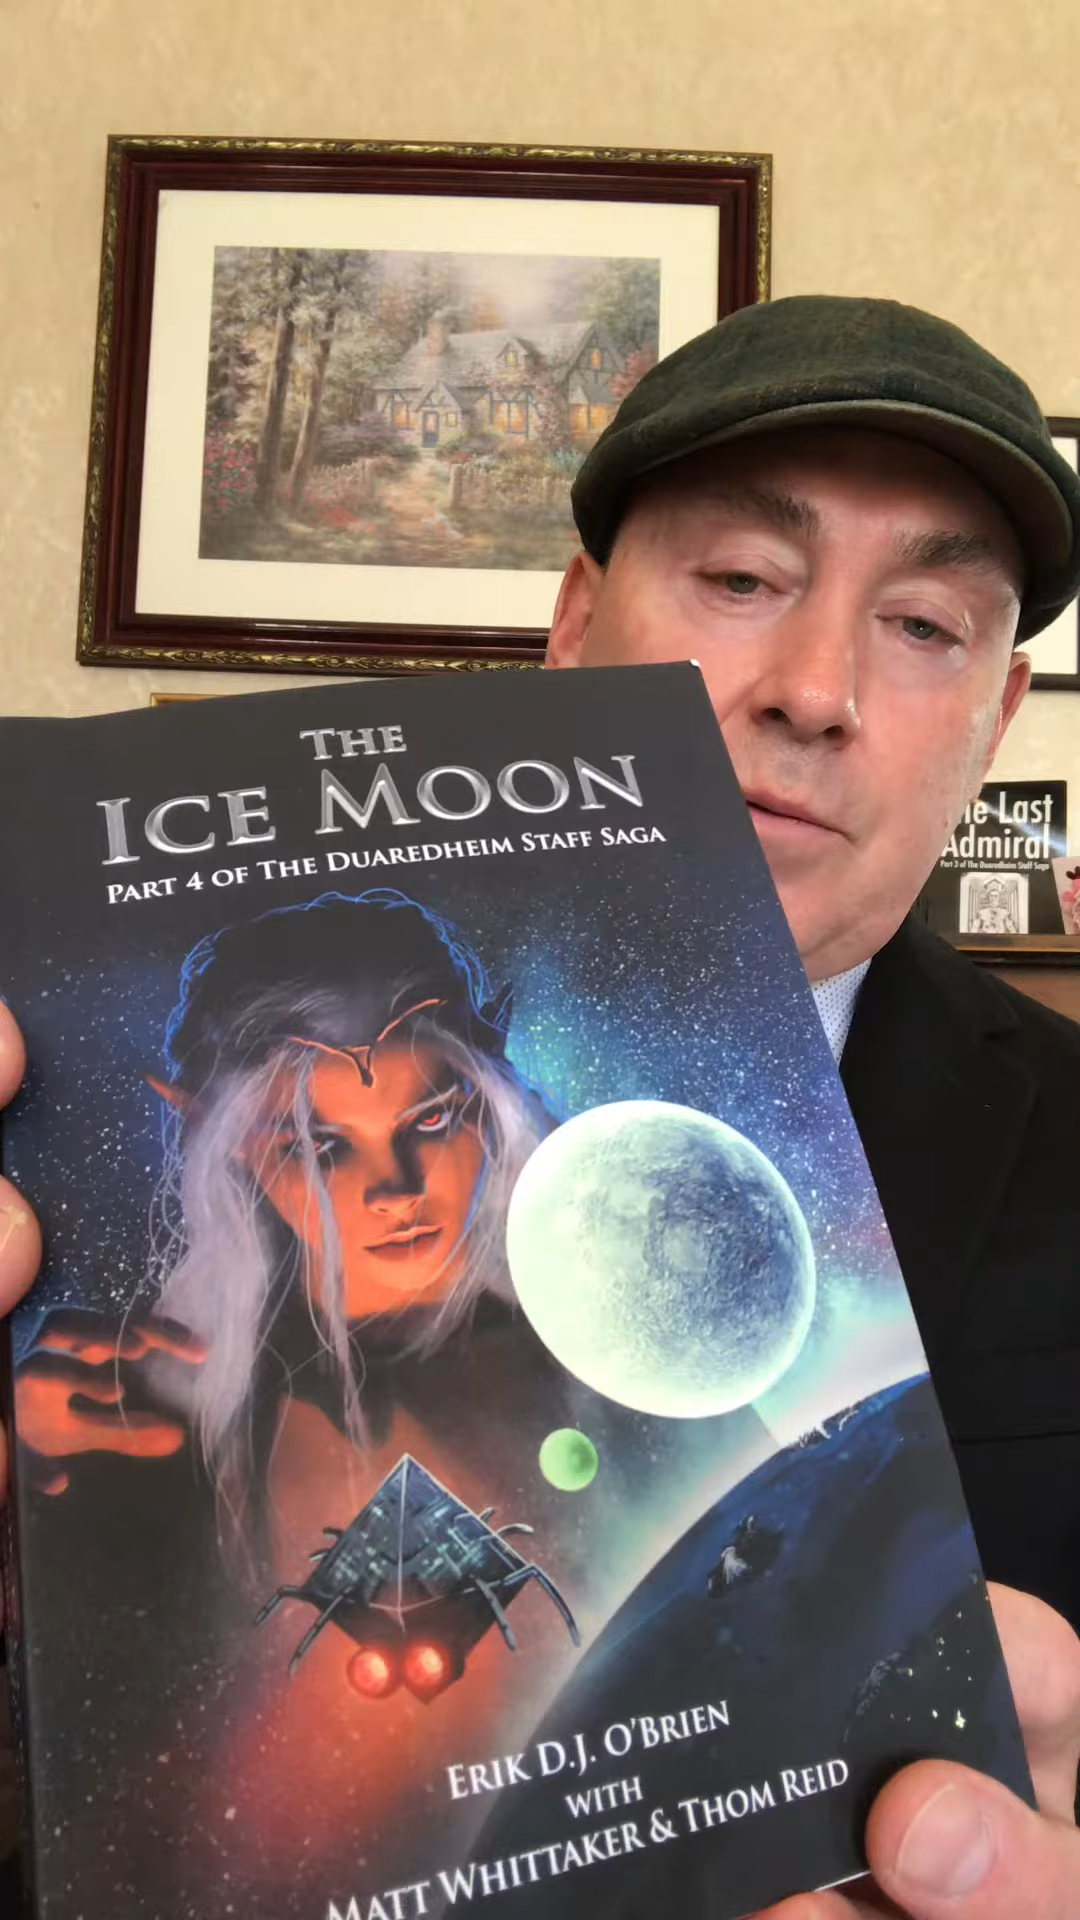 THE
ICE MOON
PART 4 OF THE DUAREDHEIM STAFF SAGA
ERIK D.J. O'BRIEN
WITH
MATT WHITTAKER & THOM REID
Last
Admiral
Part 3 of The Duaredheim Staff Saga